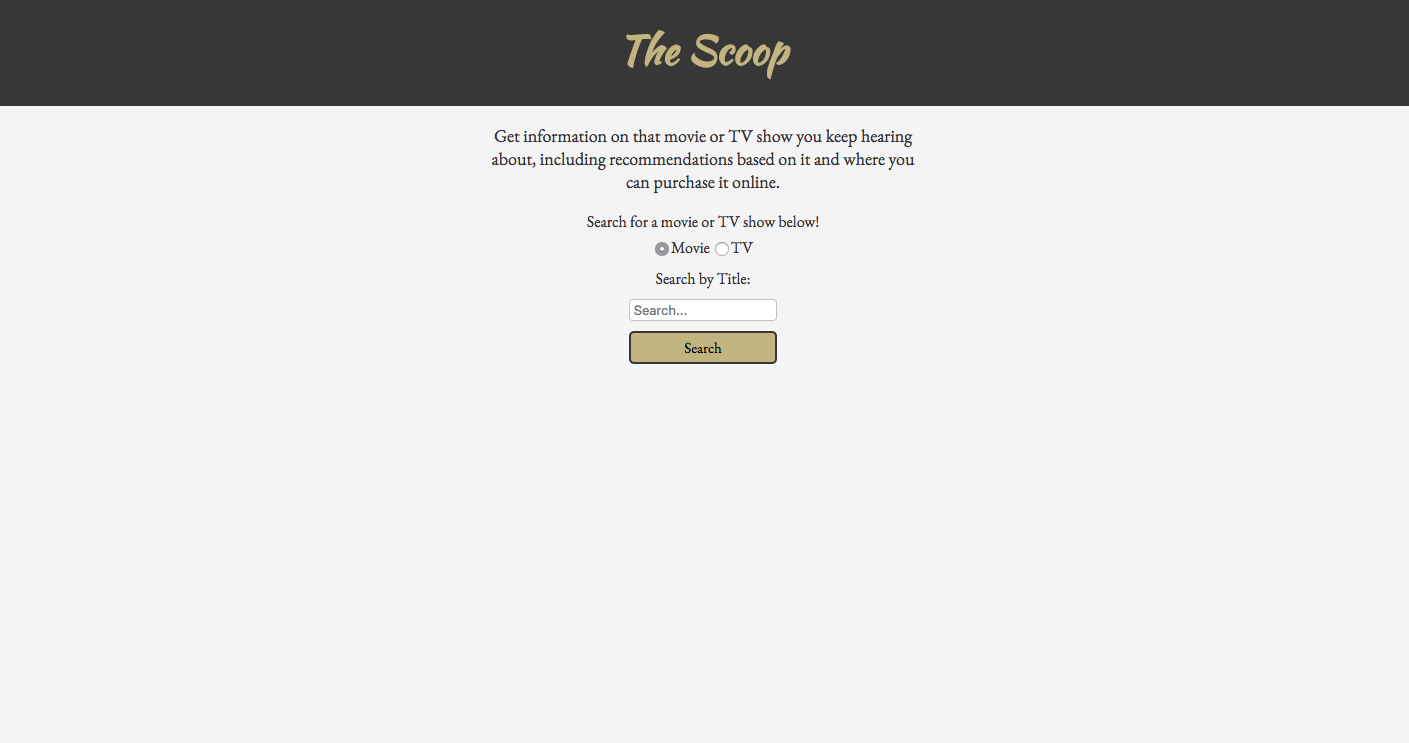 The Scoop
Get information on that movie or TV show you keep hearing
about, including recommendations based on it and where you
can purchase it online.
Search for a movie or TV show below!
Movie TV
Search by Title:
Search...
Search